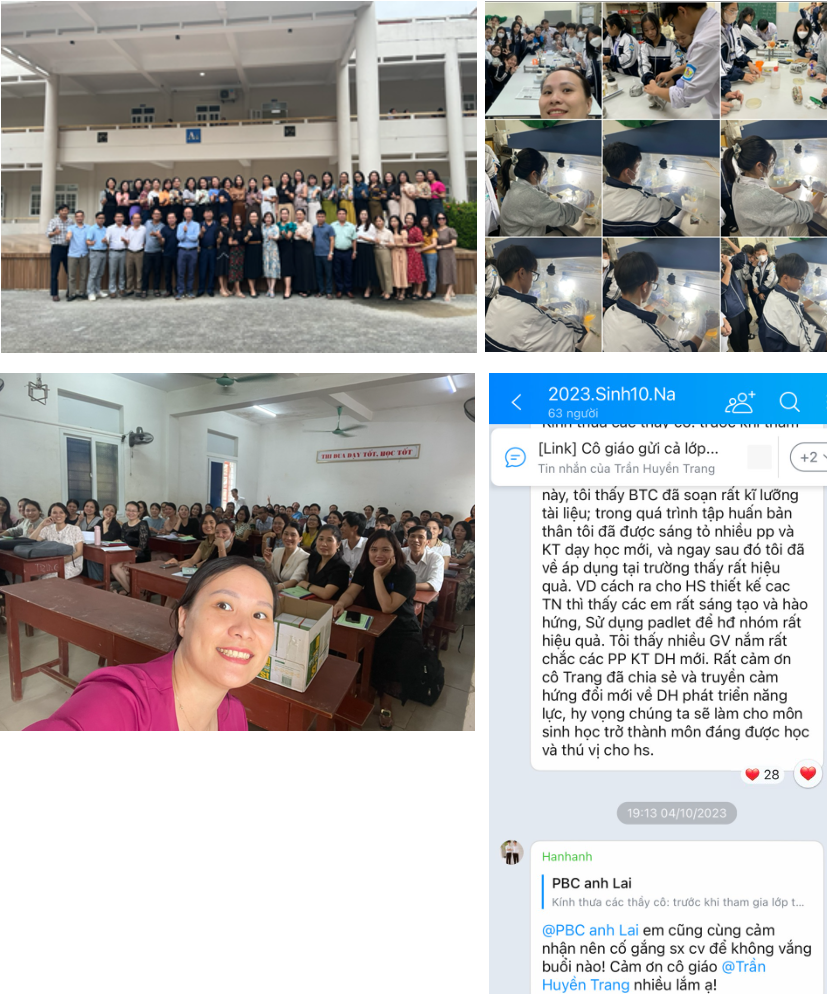 THI ĐUA DẠY TỐT, HỌC TỐT
2023.Sinh10.Na
63 người
[Link] Cô giáo gửi cả lớp...
Tin nhắn của Trần Huyền Trang
+2
này, tôi thấy BTC đã soạn rất kĩ lưỡng
tài liệu; trong quá trình tập huấn bản
thân tôi đã được sáng tỏ nhiều pp và
KT dạy học mới, và ngay sau đó tôi đã
về áp dụng tại trường thấy rất hiệu
quả. VD cách ra cho HS thiết kế cac
TN thì thấy các em rất sáng tạo và hào
hứng, Sử dụng padlet để hđ nhóm rất
hiệu quả. Tôi thấy nhiều GV nắm rất
chắc các PP KT DH mới. Rất cảm ơn
cô Trang đã chia sẻ và truyền cảm
hứng đổi mới về DH phát triển năng
lực, hy vọng chúng ta sẽ làm cho môn
sinh học trở thành môn đáng được học
và thú vị cho hs.
28
19:13 04/10/2023
Hanhanh
PBC anh Lai
Kính thưa các thầy cô: trước khi tham gia lớp t...
@PBC anh Lai em cũng cùng cảm
nhận nên cố gắng sx cv để không vắng
buổi nào! Cảm ơn cô giáo @Trần
Huyền Trang nhiều lắm ạ!